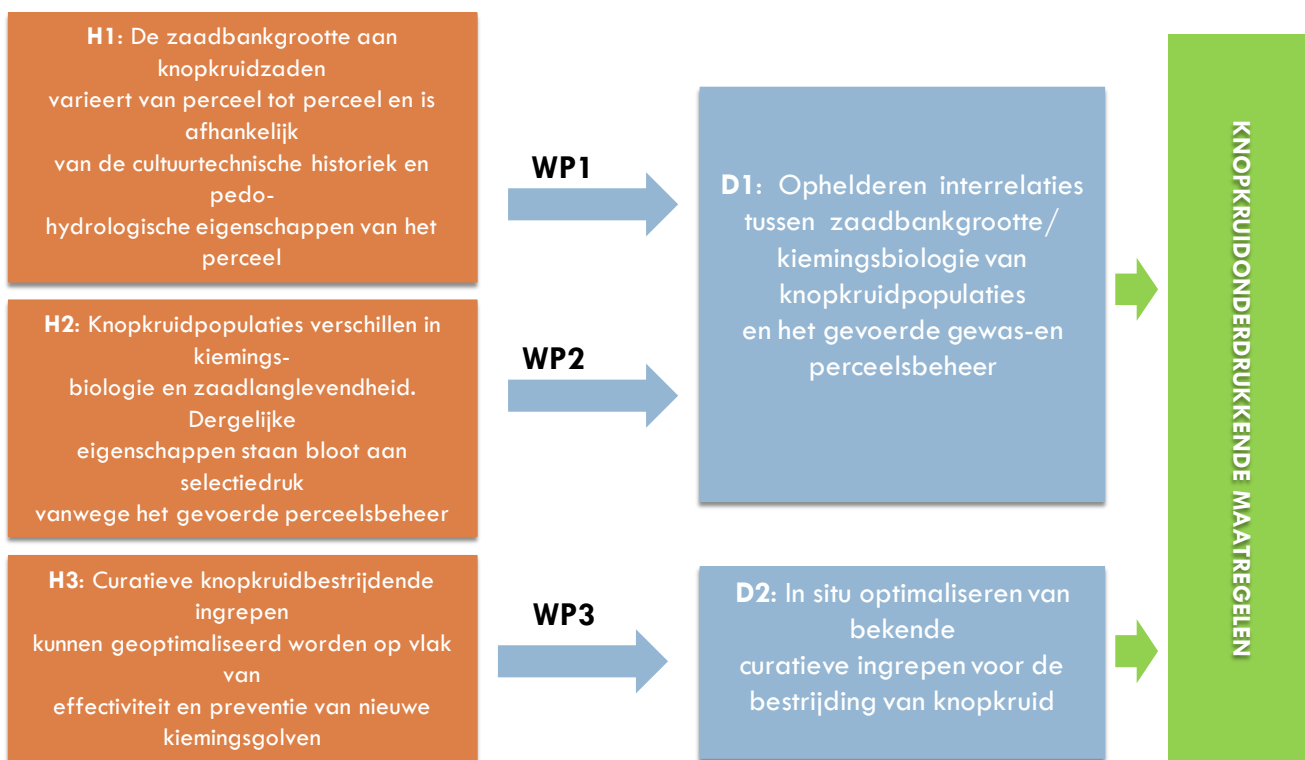 H1: De zaadbankgrootte aan
knopkruidzaden
varieert van perceel tot perceel en is
afhankelijk
van de cultuurtechnische historiek en
pedo-
hydrologische eigenschappen van het
perceel
WP1
H2: Knopkruidpopulaties verschillen in
kiemings-
biologie en zaadlanglevendheid.
Dergelijke
eigenschappen staan bloot aan
selectiedruk
vanwege het gevoerde perceelsbeheer
WP2
D1: Ophelderen interrelaties
tussen zaadbankgrootte/
kiemingsbiologie van
knopkruidpopulaties
en het gevoerde gewas-en
perceelsbeheer
H3: Curatieve knopkruidbestrijdende
ingrepen
kunnen geoptimaliseerd worden op vlak
van
effectiviteit en preventie van nieuwe
kiemingsgolven
WP3
D2: In situ optimaliseren van
bekende
curatieve ingrepen voor de
bestrijding van knopkruid
KNOPKRUIDONDERDRUKKENDE MAATREGELEN